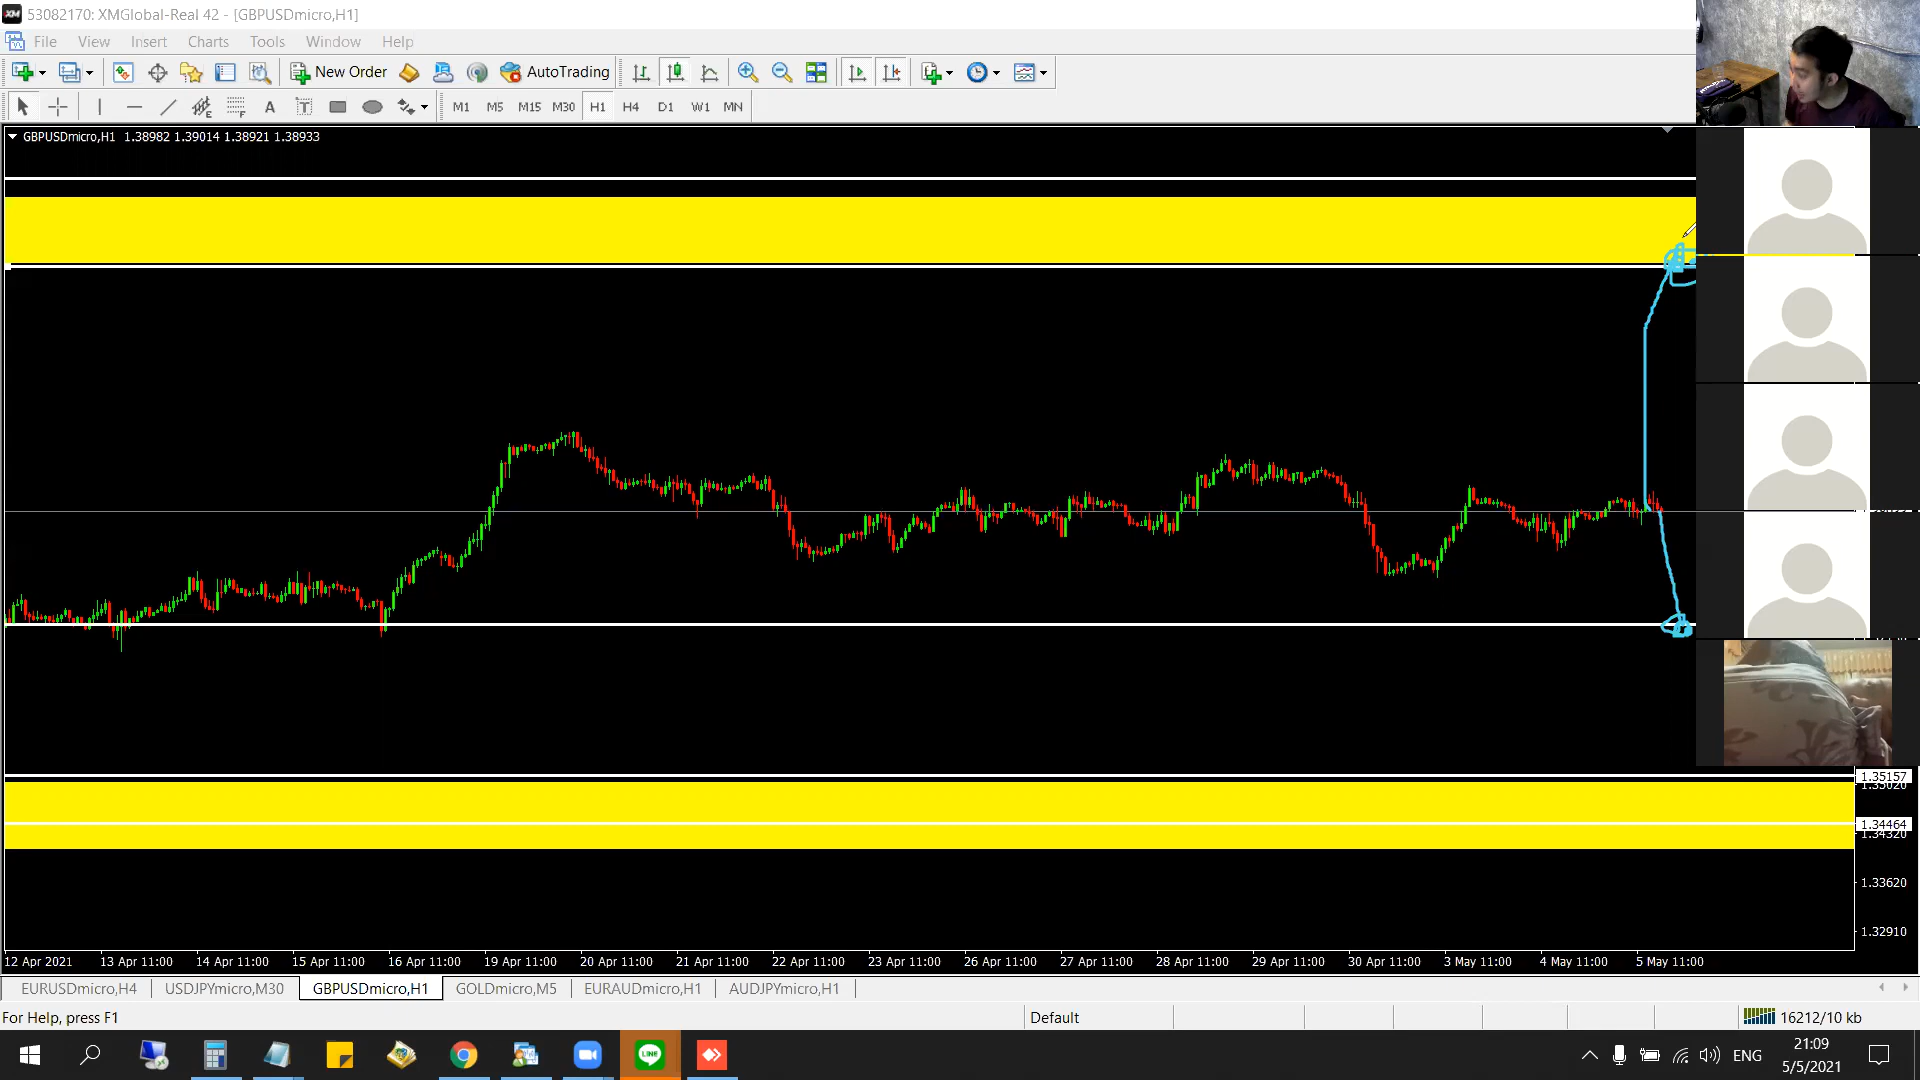 53082170: XMGlobal-Real 42 - [GBPUSDmicro,H1]
File View Insert Charts Tools Window Help
New Order AutoTrading
A T M1 M5 M15 M30 H1 H4 D1 W1 MN
GBPUSDmicro,H1 1.38982 1.39014 1.38921 1.38933
1.35157
1.35020
1.34464
1.34320
1.33620
1.32910
12 Apr 2021 13 Apr 11:00 14 Apr 11:00 15 Apr 11:00 16 Apr 11:00 19 Apr 11:00 20 Apr 11:00 21 Apr 11:00 22 Apr 11:00 23 Apr 11:00 26 Apr 11:00 27 Apr 11:00 28 Apr 11:00 29 Apr 11:00 30 Apr 11:00 3 May 11:00 4 May 11:00 5 May 11:00
EURUSDmicro,H4 USDJPYmicro,M30 GBPUSDmicro,H1 GOLDmicro,M5 EURAUDmicro,H1 AUDJPYmicro,H1
For Help, press F1 Default 16212/10 kb
LINE ENG 21:09
5/5/2021